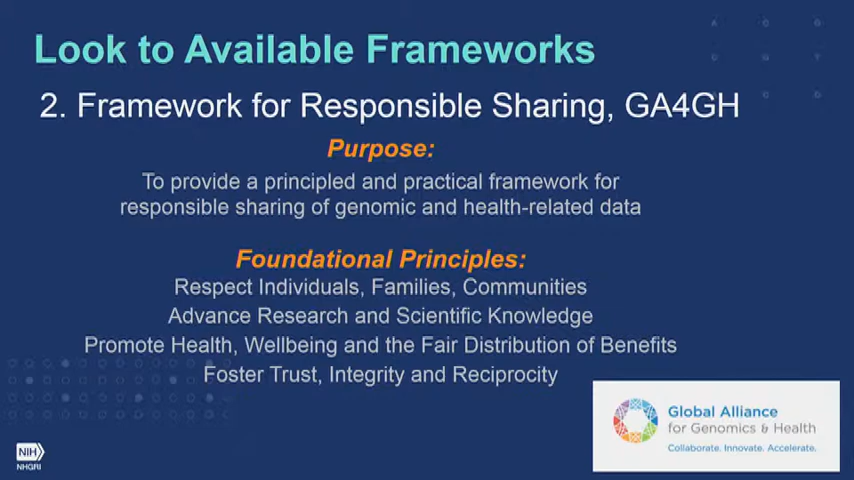 Look to Available Frameworks
2. Framework for Responsible Sharing, GA4GH
Purpose:
To provide a principled and practical framework for
responsible sharing of genomic and health-related data
Foundational Principles:
Respect Individuals, Families, Communities
Advance Research and Scientific Knowledge
Promote Health, Wellbeing and the Fair Distribution of Benefits
Foster Trust, Integrity and Reciprocity
Global Alliance
for Genomics & Health
Collaborate. Innovate. Accelerate.
NIH
NHGRI